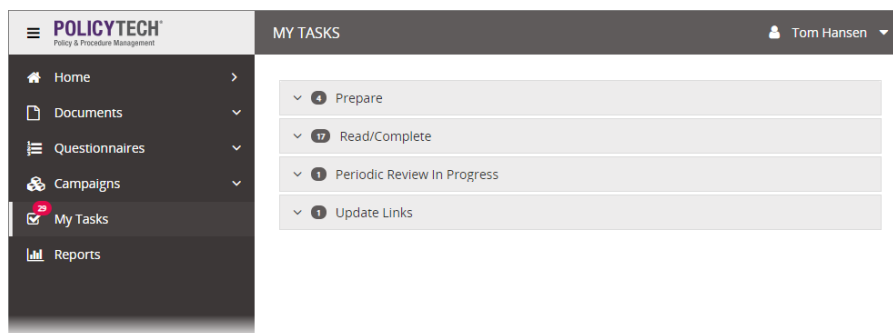 POLICYTECH
Policy & Procedure Management
MY TASKS
Tom Hansen
Home
Documents
Questionnaires
Campaigns
29
My Tasks
Reports
4 Prepare
17 Read/Complete
1 Periodic Review In Progress
1 Update Links